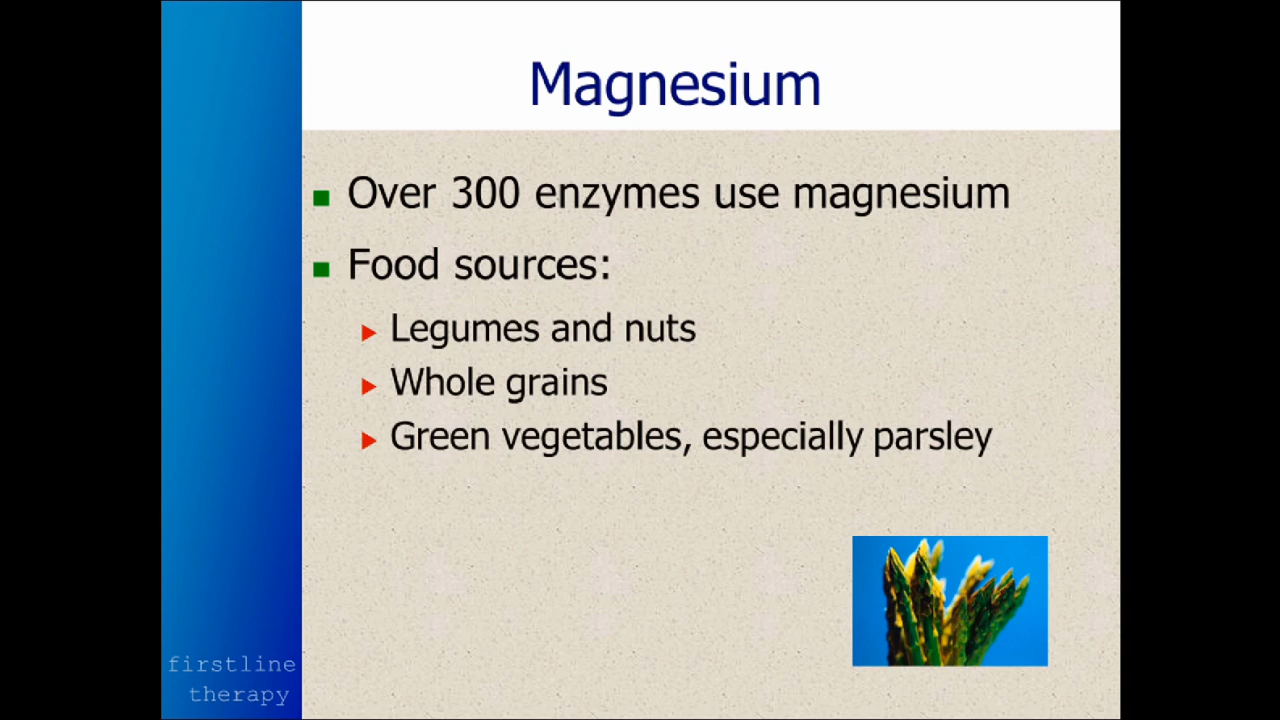 Magnesium
Over 300 enzymes use magnesium
Food sources:
Legumes and nuts
Whole grains
Green vegetables, especially parsley
firstline
therapy